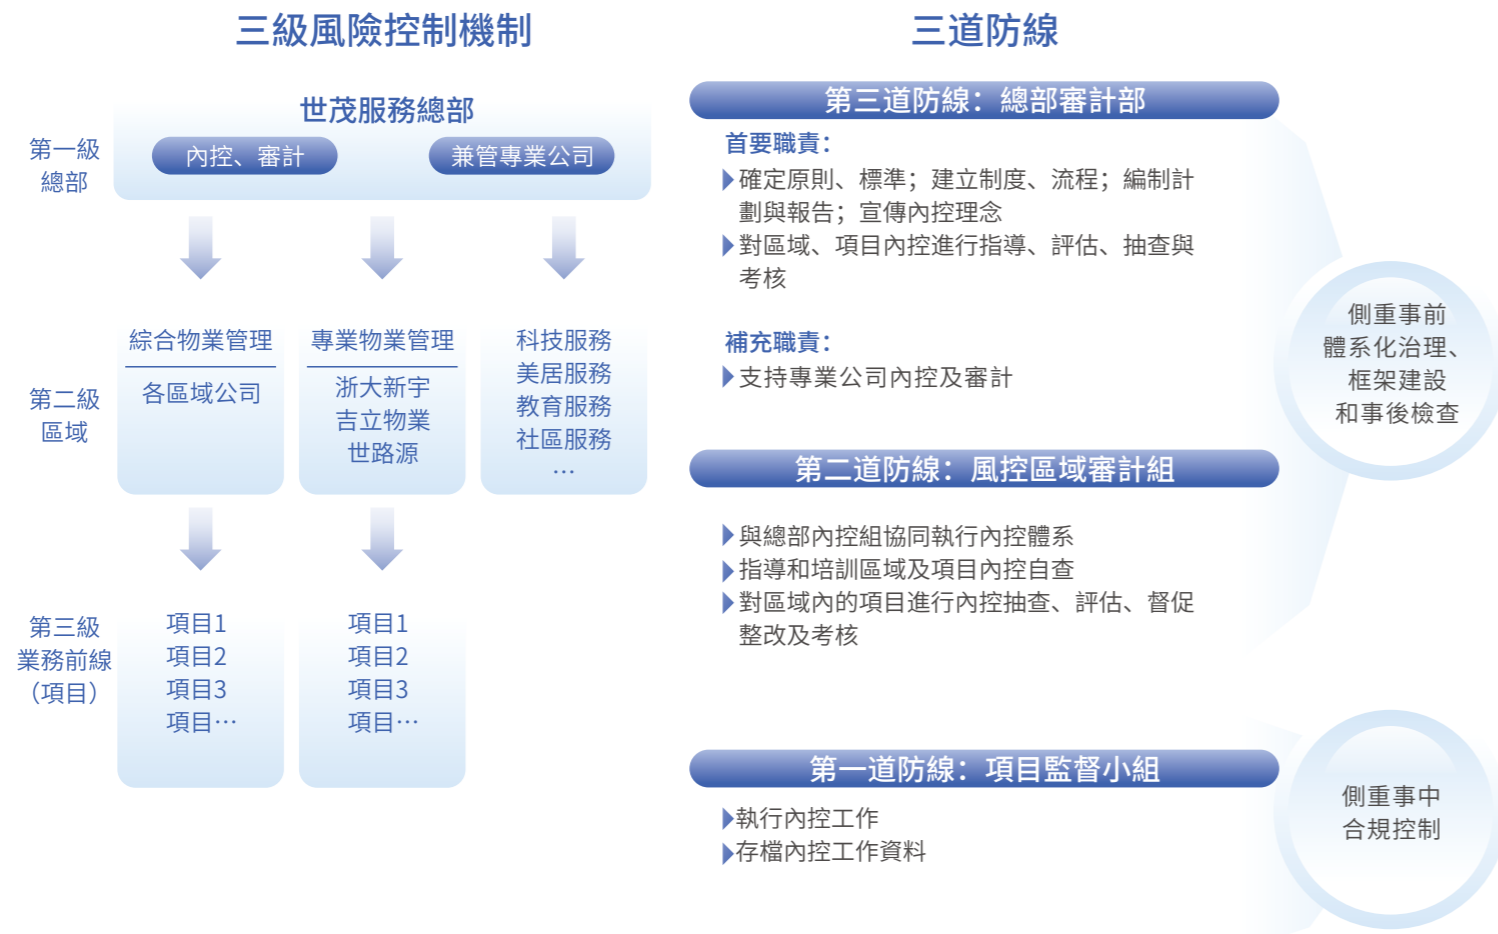 三級風險控制機制
第一級
總部
世茂服務總部
內控、審計
兼管專業公司
第二級
區域
綜合物業管理
各區域公司
專業物業管理
浙大新宇
吉立物業
世路源
科技服務
美居服務
教育服務
社區服務
…
第三級
業務前線
（項目）
項目1
項目2
項目3
項目…
項目1
項目2
項目3
項目…
三道防線
第三道防線：總部審計部
首要職責：
確定原則、標準；建立制度、流程；編制計
劃與報告；宣傳內控理念
對區域、項目內控進行指導、評估、抽查與
考核
補充職責：
支持專業公司內控及審計
第二道防線：風控區域審計組
與總部內控組協同執行內控體系
指導和培訓區域及項目內控自查
對區域內的項目進行內控抽查、評估、督促
整改及考核
側重事前
體系化治理、
框架建設
和事後檢查
第一道防線：項目監督小組
執行內控工作
存檔內控工作資料
側重事中
合規控制